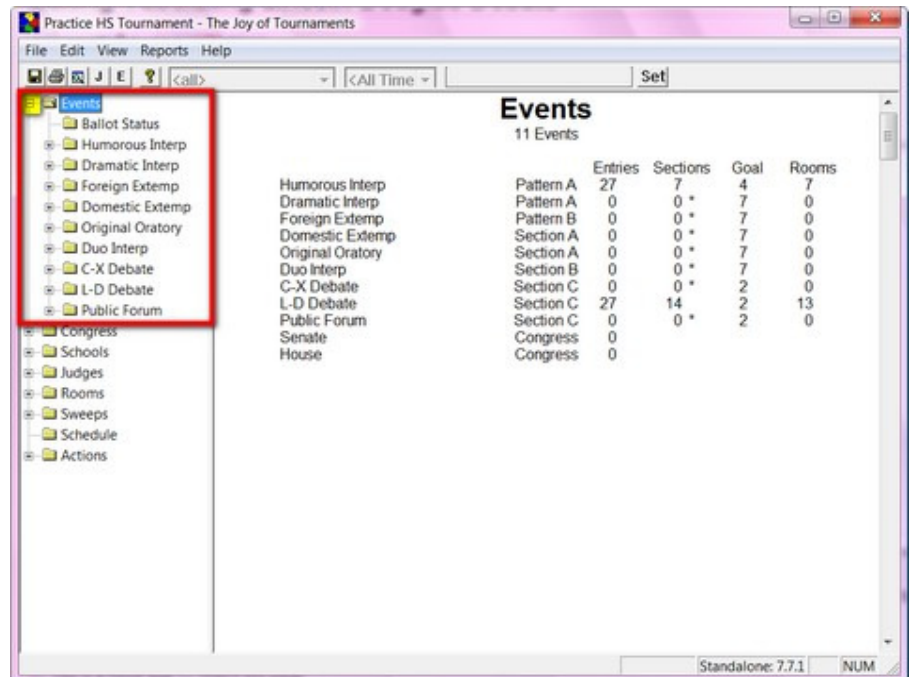 Practice HS Tournament - The Joy of Tournaments
File Edit View Reports Help
J E ? <all> <All Time Set
Events
Ballot Status
Humorous Interp
Dramatic Interp
Foreign Extemp
Domestic Extemp
Original Oratory
Duo Interp
C-X Debate
L-D Debate
Public Forum
Congress
Schools
Judges
Rooms
Sweeps
Schedule
Actions
Events
11 Events
Entries Sections Goal Rooms
Humorous Interp Pattern A 27 7 4 7
Dramatic Interp Pattern A 0 0 * 7 0
Foreign Extemp Pattern B 0 0 * 7 0
Domestic Extemp Section A 0 0 * 7 0
Original Oratory Section A 0 0 * 7 0
Duo Interp Section B 0 0 * 7 0
C-X Debate Section C 0 0 * 2 0
L-D Debate Section C 27 14 2 13
Public Forum Section C 0 0 * 2 0
Senate Congress 0
House Congress 0
Standalone: 7.7.1 NUM